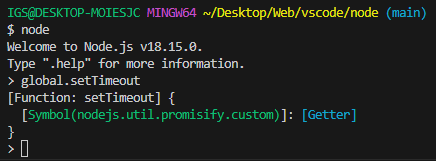 IGS@DESKTOP-MOIESJC MINGW64 ~/Desktop/Web/vscode/node (main)
$ node
Welcome to Node.js v18.15.0.
Type ".help" for more information.
> global.setTimeout
[Function: setTimeout] {
  [Symbol(nodejs.util.promisify.custom)]: [Getter]
}
>